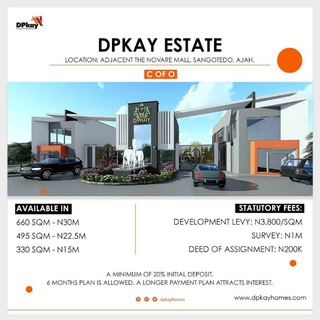 DPkay
DPKAY ESTATE
LOCATION: ADJACENT THE NOVARE MALL, SANGOTEDO, AJAH.
C OF O
DPKAY
AVAILABLE IN
660 SQM - N30M
495 SQM - N22.5M
330 SQM - N15M
STATUTORY FEES:
DEVELOPMENT LEVY: N3,800/SQM
SURVEY: N1M
DEED OF ASSIGNMENT: N200K
A MINIMUM OF 20% INITIAL DEPOSIT.
6 MONTHS PLAN IS ALLOWED. A LONGER PAYMENT PLAN ATTRACTS INTEREST.
dpkayhomes
www.dpkayhomes.com